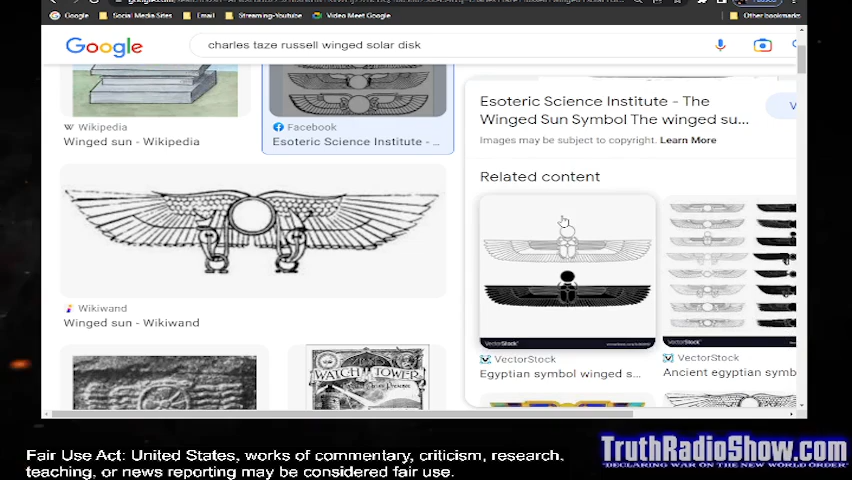 Google
Social Media Sites
Email
Streaming-Youtube
Video Meet Google
Other bookmarks
Google
charles taze russell winged solar disk
Wikipedia
Winged sun - Wikipedia
Facebook
Esoteric Science Institute - ...
Esoteric Science Institute - The
Winged Sun Symbol The winged su...
Images may be subject to copyright. Learn More
Related content
Wikiwand
Winged sun - Wikiwand
WATCH TOWER
VectorStock
VectorStock
VectorStock
Egyptian symbol winged s...
VectorStock
Ancient egyptian symb
Fair Use Act: United States, works of commentary, criticism, research,
teaching, or news reporting may be considered fair use.
TruthRadioShow.com
"DECLARING WAR ON THE NEW WORLD ORDER"